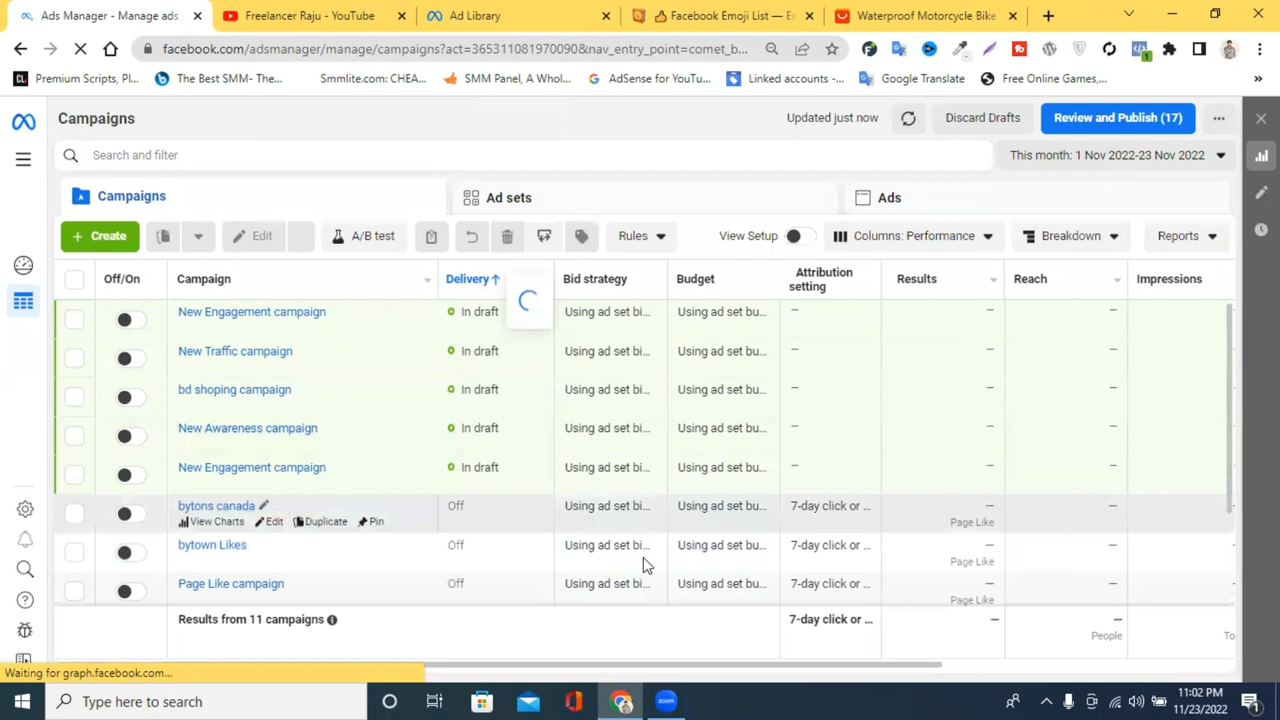 Ads Manager - Manage ads
Freelancer Raju - YouTube
Ad Library
Facebook Emoji List —
Waterproof Motorcycle Bike
facebook.com/adsmanager/manage/campaigns?act=365311081970090&nav_entry_point=comet_b...
Premium Scripts, Pl...
The Best SMM- The...
Smmlite.com: CHEA...
SMM Panel, A Whol...
AdSense for YouTu...
Linked accounts -...
Google Translate
Free Online Games,...
»
Campaigns
Updated just now
Discard Drafts
Review and Publish (17)
Search and filter
This month: 1 Nov 2022-23 Nov 2022
Campaigns
Ad sets
Ads
+ Create
Edit
A/B test
Rules
View Setup
Columns: Performance
Breakdown
Reports
Off/On
Campaign
Delivery ↑
Bid strategy
Budget
Attribution setting
Results
Reach
Impressions
New Engagement campaign In draft Using ad set bi... Using ad set bu... — — —
New Traffic campaign In draft Using ad set bi... Using ad set bu... — — —
bd shoping campaign In draft Using ad set bi... Using ad set bu... — — —
New Awareness campaign In draft Using ad set bi... Using ad set bu... — — —
New Engagement campaign In draft Using ad set bi... Using ad set bu... — — —
bytons canada Off Using ad set bi... Using ad set bu... 7-day click or ... — —
View Charts Edit Duplicate Pin Page Like
bytown Likes Off Using ad set bi... Using ad set bu... 7-day click or ... — —
Page Like
Page Like campaign Off Using ad set bi... Using ad set bu... 7-day click or ... — —
Page Like
Results from 11 campaigns 7-day click or ... — —
People To
Waiting for graph.facebook.com...
Type here to search
zoom
11:02 PM
11/23/2022
1